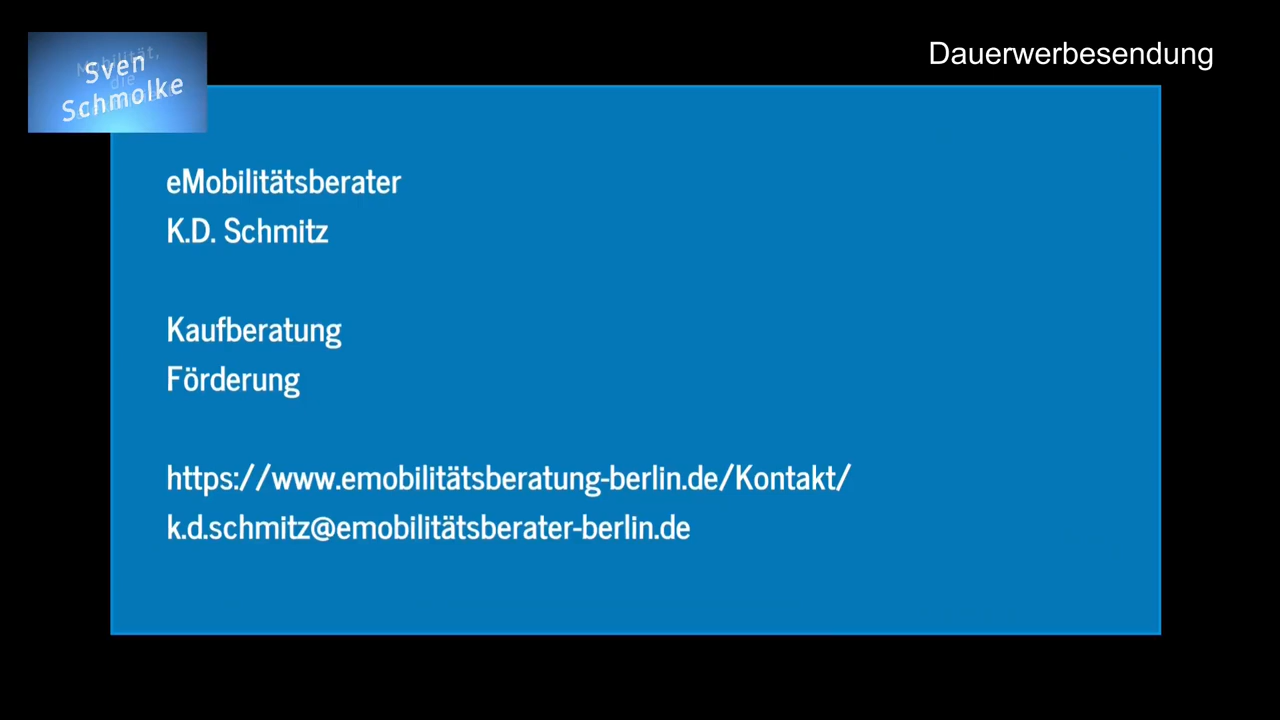 Sven
Schmolke
Dauerwerbesendung
eMobilitätsberater
K.D. Schmitz
Kaufberatung
Förderung
https://www.emobilitätsberatung-berlin.de/Kontakt/
k.d.schmitz@emobilitätsberater-berlin.de